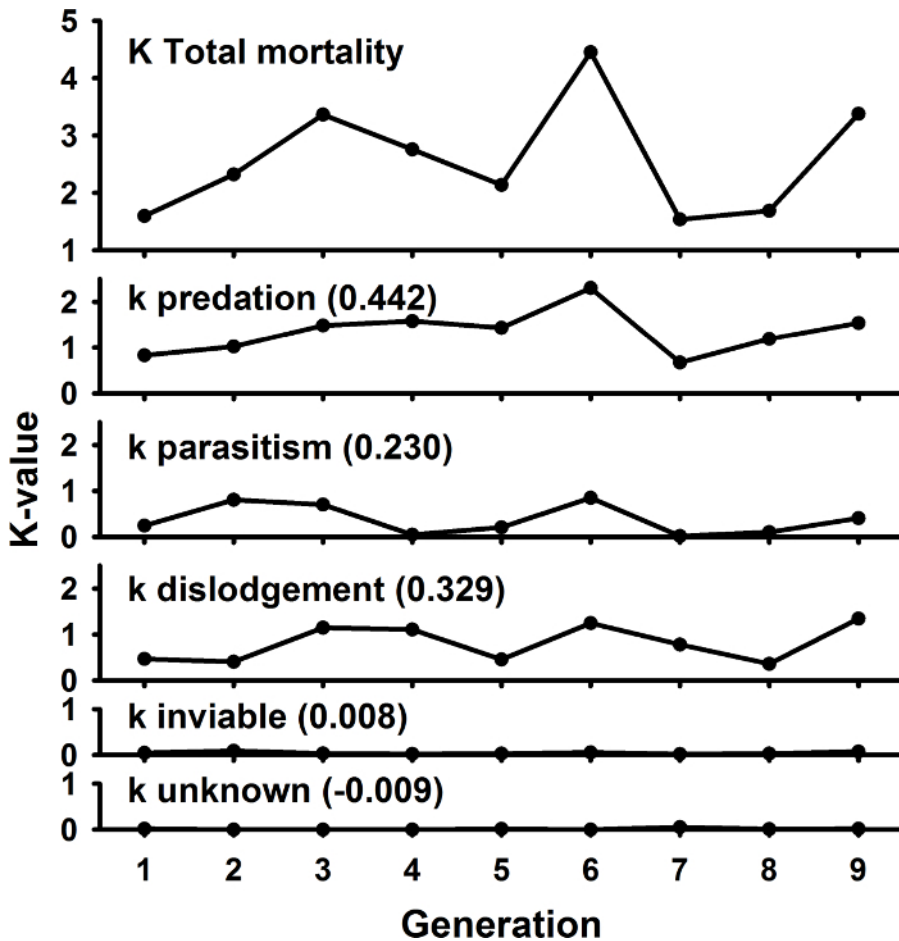 K Total mortality
5
4
3
2
1
k predation (0.442)
2
1
0
k parasitism (0.230)
2
1
0
k dislodgement (0.329)
2
1
0
k inviable (0.008)
1
0
k unknown (-0.009)
1
0
K-value
1 2 3 4 5 6 7 8 9
Generation